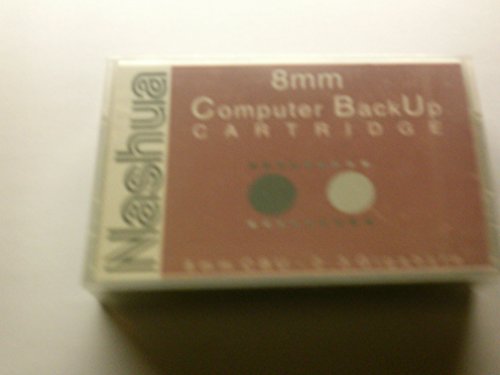 Nashua
8mm
Computer BackUp
CARTRIDGE